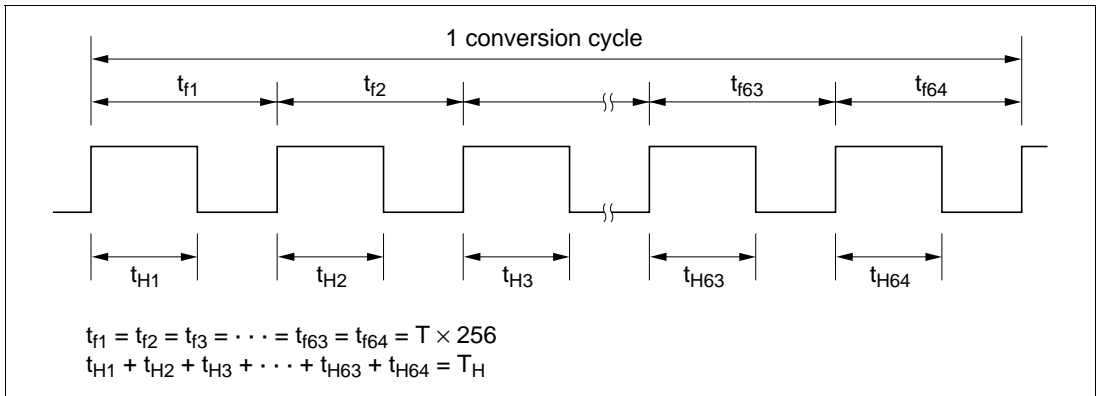 1 conversion cycle
tf1 tf2 tf63 tf64
tH1 tH2 tH3 tH63 tH64
tf1 = tf2 = tf3 = · · · = tf63 = tf64 = T × 256
tH1 + tH2 + tH3 + · · · + tH63 + tH64 = TH